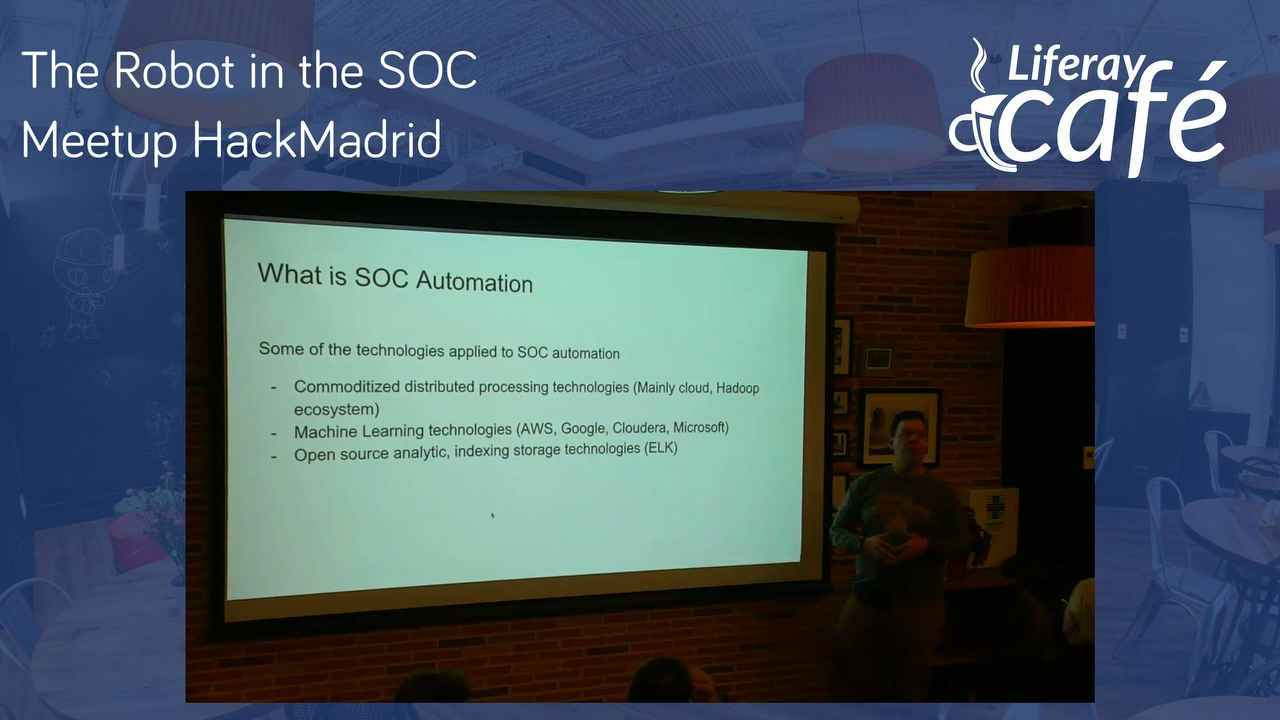 The Robot in the SOC
Meetup HackMadrid
Liferay
café
What is SOC Automation
Some of the technologies applied to SOC automation
- Commoditized distributed processing technologies (Mainly cloud, Hadoop
ecosystem)
- Machine Learning technologies (AWS, Google, Cloudera, Microsoft)
- Open source analytic, indexing storage technologies (ELK)